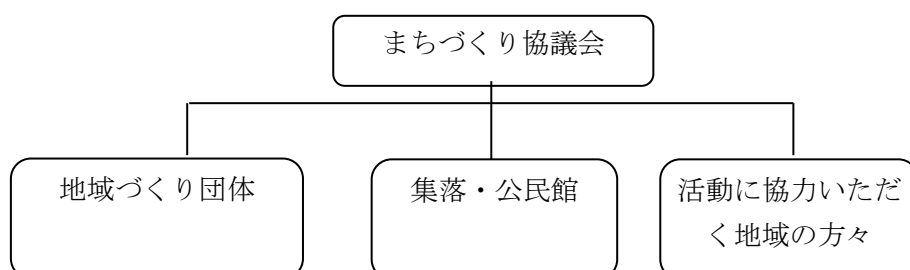 まちづくり協議会
地域づくり団体
集落・公民館
活動に協力いただ
く地域の方々